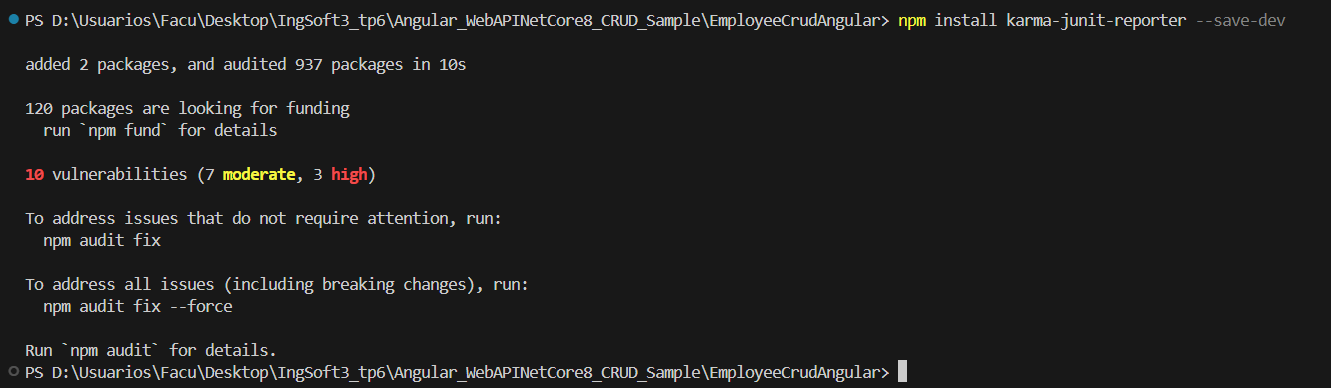 PS D:\Usuarios\Facu\Desktop\IngSoft3_tp6\Angular_WebAPINetCore8_CRUD_Sample\EmployeeCrudAngular> npm install karma-junit-reporter --save-dev
added 2 packages, and audited 937 packages in 10s
120 packages are looking for funding
  run `npm fund` for details
10 vulnerabilities (7 moderate, 3 high)
To address issues that do not require attention, run:
  npm audit fix
To address all issues (including breaking changes), run:
  npm audit fix --force
Run `npm audit` for details.
PS D:\Usuarios\Facu\Desktop\IngSoft3_tp6\Angular_WebAPINetCore8_CRUD_Sample\EmployeeCrudAngular>